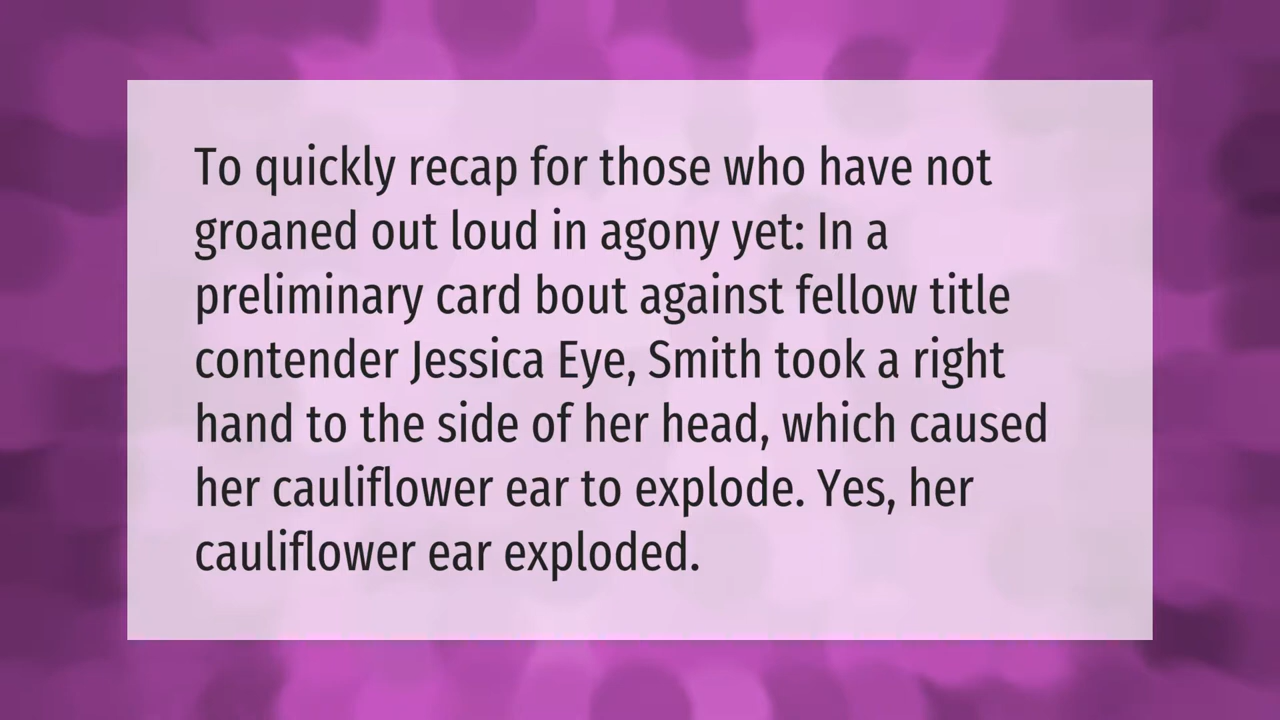 To quickly recap for those who have not
groaned out loud in agony yet: In a
preliminary card bout against fellow title
contender Jessica Eye, Smith took a right
hand to the side of her head, which caused
her cauliflower ear to explode. Yes, her
cauliflower ear exploded.